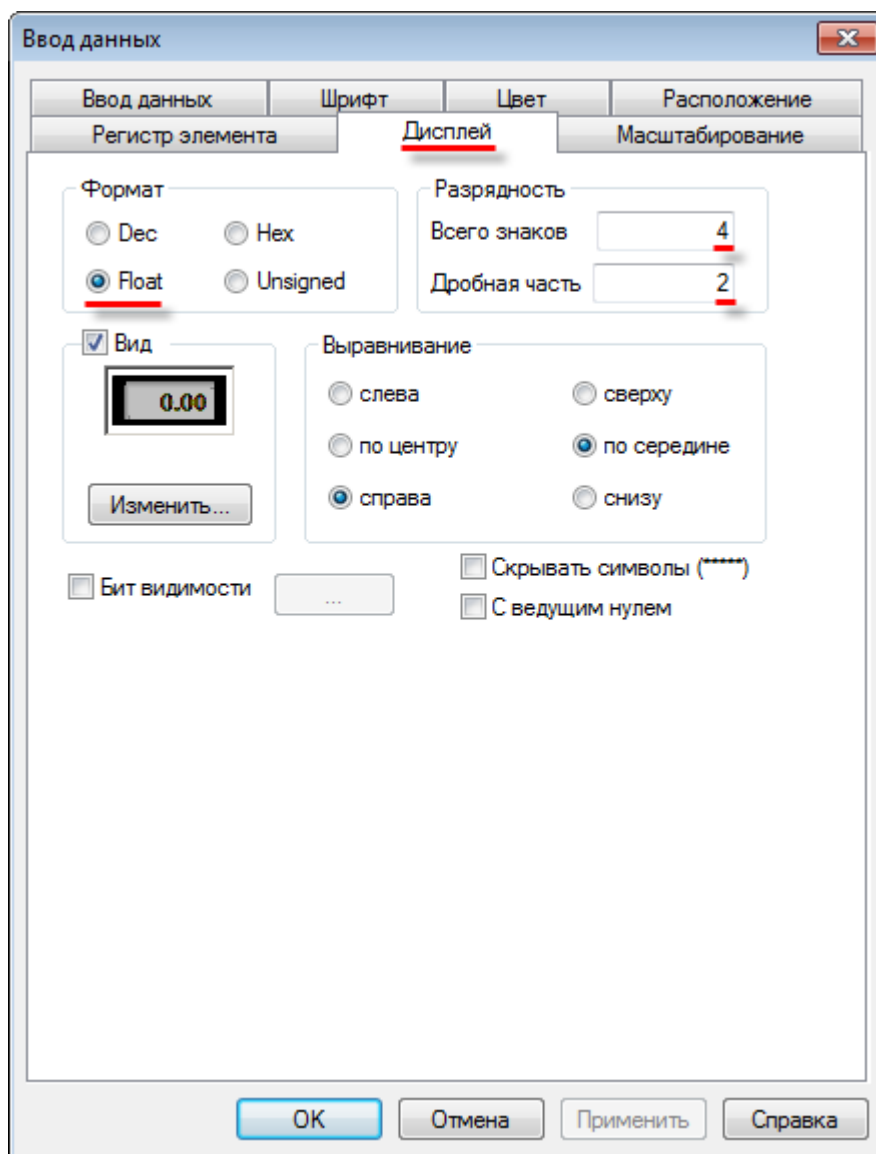 Ввод данных
Ввод данных Шрифт Цвет Расположение
Регистр элемента Дисплей Масштабирование
Формат Разрядность
Dec Hex Всего знаков 4
Float Unsigned Дробная часть 2
Вид Выравнивание
0.00 слева сверху
по центру по середине
Изменить... справа снизу
Скрывать символы (*****)
Бит видимости ...
С ведущим нулем
OK Отмена Применить Справка